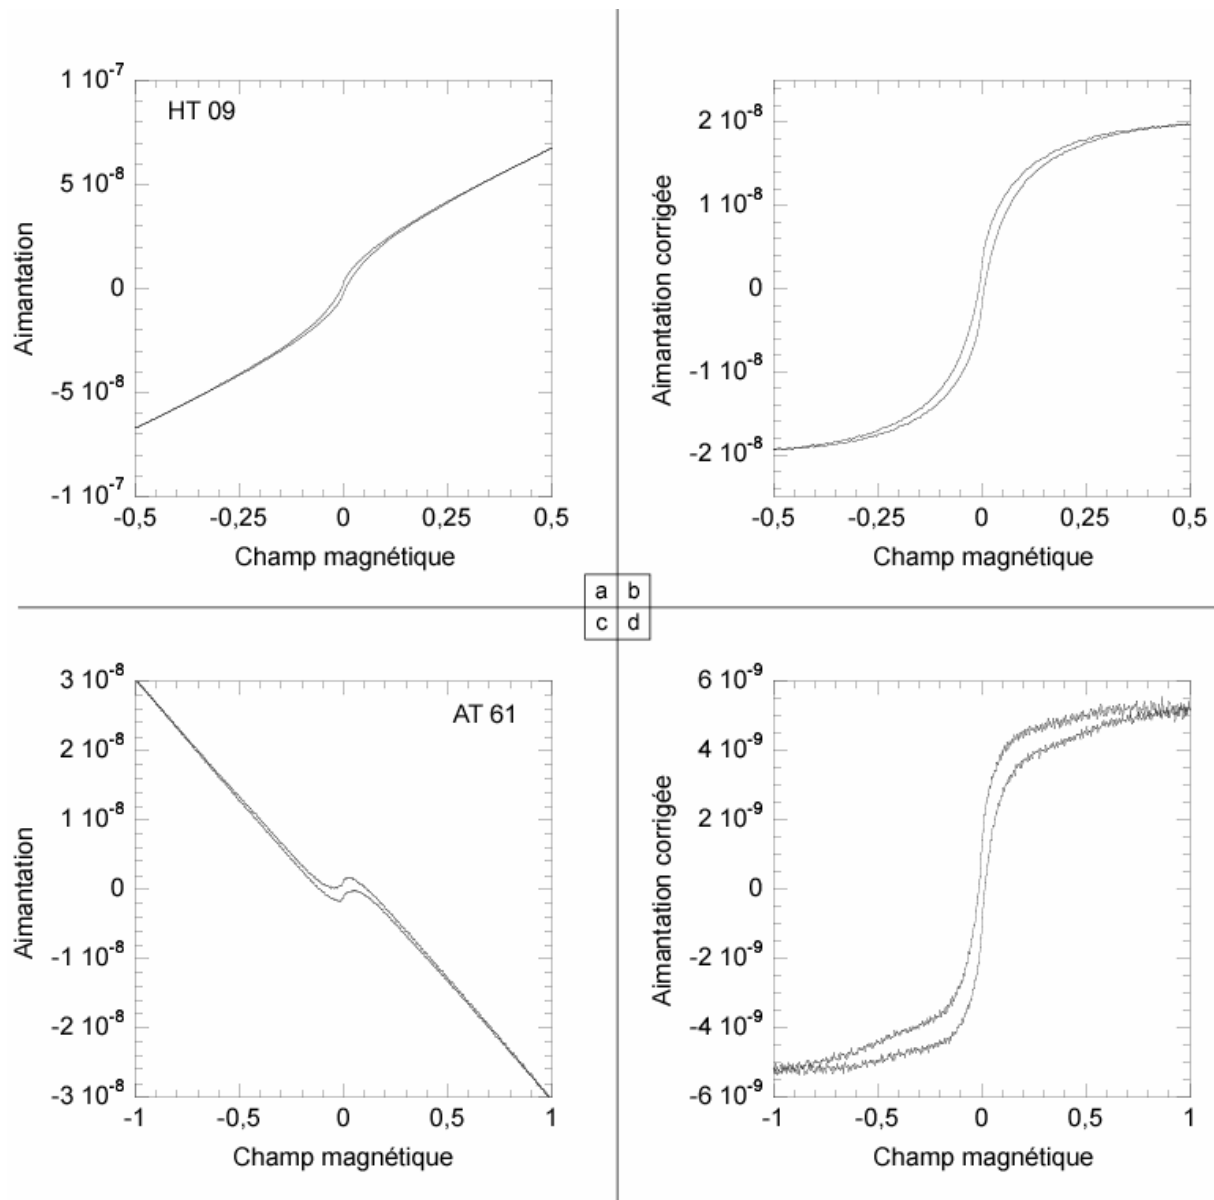 1 10⁻⁷
HT 09
5 10⁻⁸
0
-5 10⁻⁸
-1 10⁻⁷
Aimantation
-0,5 -0,25 0 0,25 0,5
Champ magnétique
2 10⁻⁸
1 10⁻⁸
0
-1 10⁻⁸
-2 10⁻⁸
Aimantation corrigée
-0,5 -0,25 0 0,25 0,5
Champ magnétique
a b
c d
3 10⁻⁸
AT 61
2 10⁻⁸
1 10⁻⁸
0
-1 10⁻⁸
-2 10⁻⁸
-3 10⁻⁸
Aimantation
-1 -0,5 0 0,5 1
Champ magnétique
6 10⁻⁹
4 10⁻⁹
2 10⁻⁹
0
-2 10⁻⁹
-4 10⁻⁹
-6 10⁻⁹
Aimantation corrigée
-1 -0,5 0 0,5 1
Champ magnétique